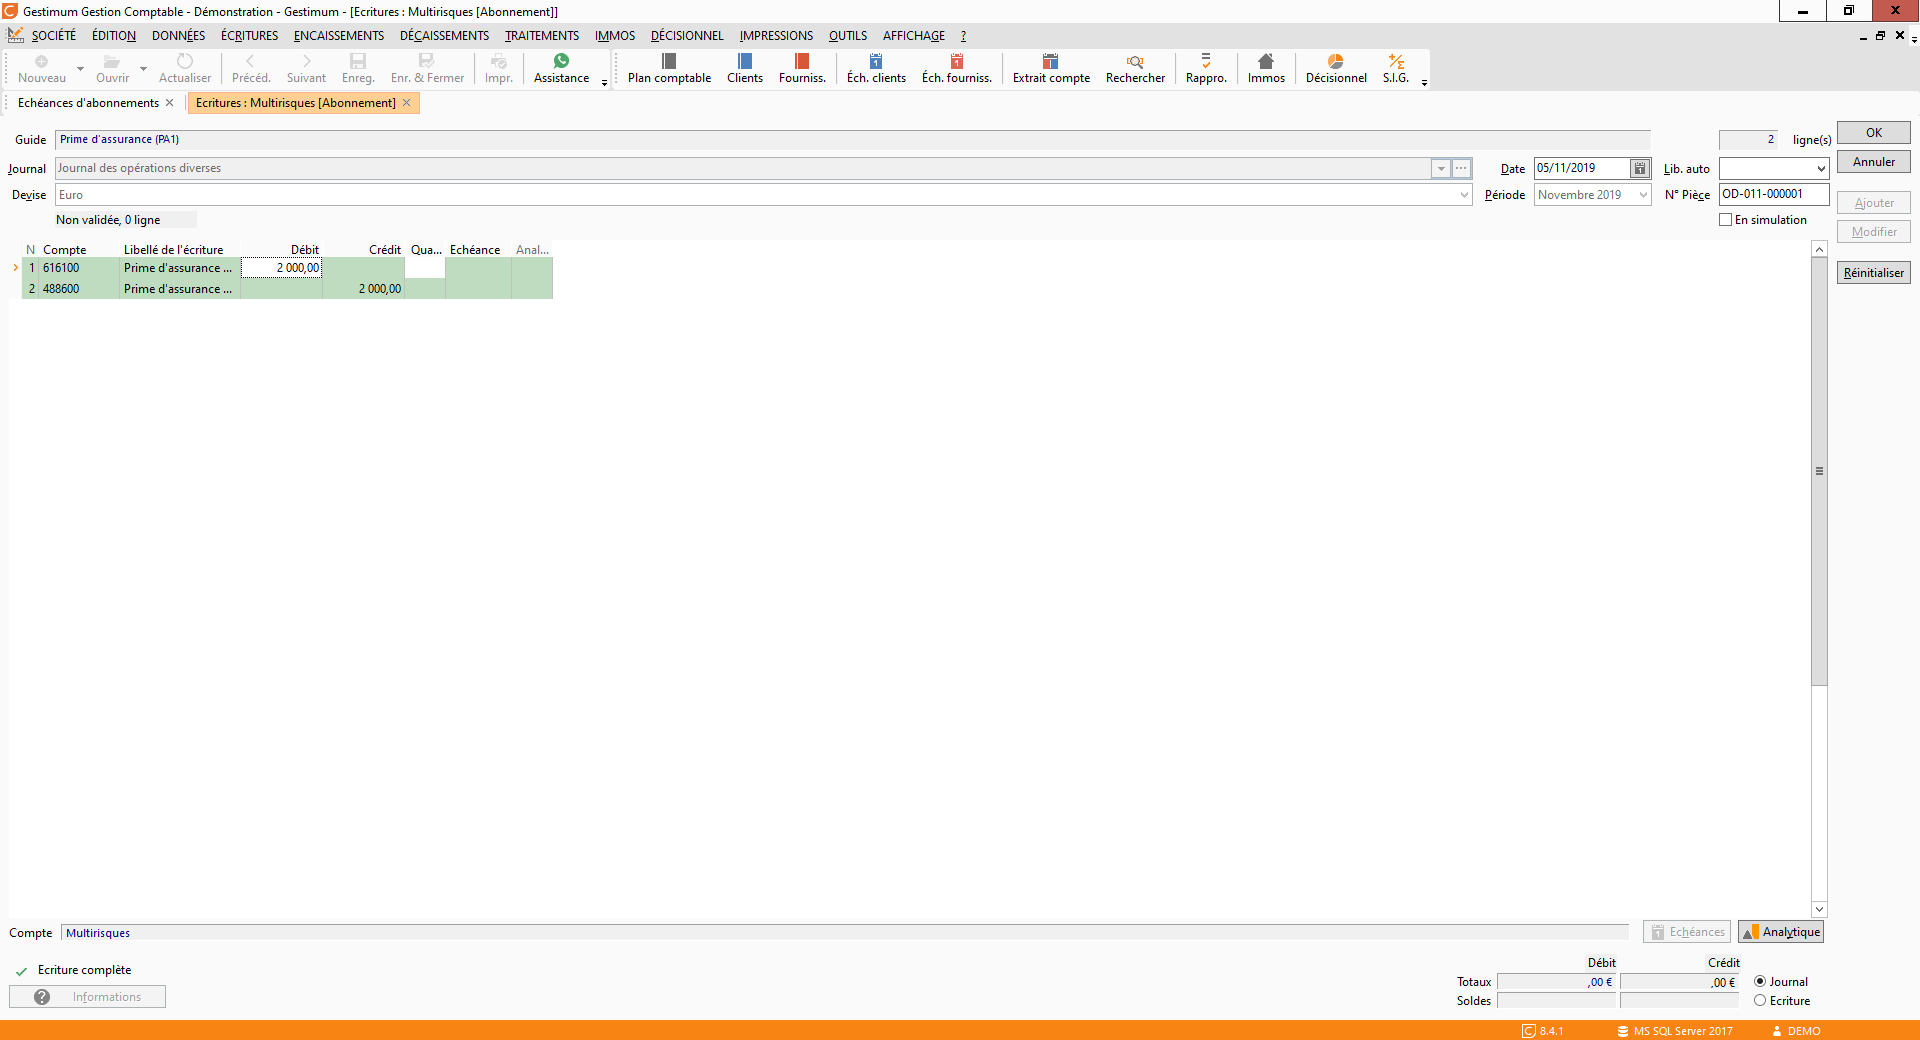 Gestimum Gestion Comptable - Démonstration - Gestimum - [Ecritures : Multirisques [Abonnement]]
SOCIÉTÉ ÉDITION DONNÉES ÉCRITURES ENCAISSEMENTS DÉCAISSEMENTS TRAITEMENTS IMMOS DÉCISIONNEL IMPRESSIONS OUTILS AFFICHAGE ?
Nouveau Ouvrir Actualiser Précéd. Suivant Enreg. Enr. & Fermer Impr. Assistance Plan comptable Clients Fourniss. Éch. clients Éch. fourniss. Extrait compte Rechercher Rappro. Immos Décisionnel S.I.G.
Echéances d'abonnements Ecritures : Multirisques [Abonnement]
Guide Prime d'assurance (PA1) 2 ligne(s) OK
Journal Journal des opérations diverses Date 05/11/2019 Lib. auto Annuler
Devise Euro Période Novembre 2019 N° Pièce OD-011-000001 Ajouter
Non validée, 0 ligne En simulation Modifier
N Compte Libellé de l'écriture Débit Crédit Qua... Echéance Anal...
1 616100 Prime d'assurance ... 2 000,00 Réinitialiser
2 488600 Prime d'assurance ... 2 000,00
Compte Multirisques Echéances Analytique
Ecriture complète Débit Crédit
Totaux ,00 € ,00 € Journal
Informations Soldes Ecriture
8.4.1 MS SQL Server 2017 DEMO